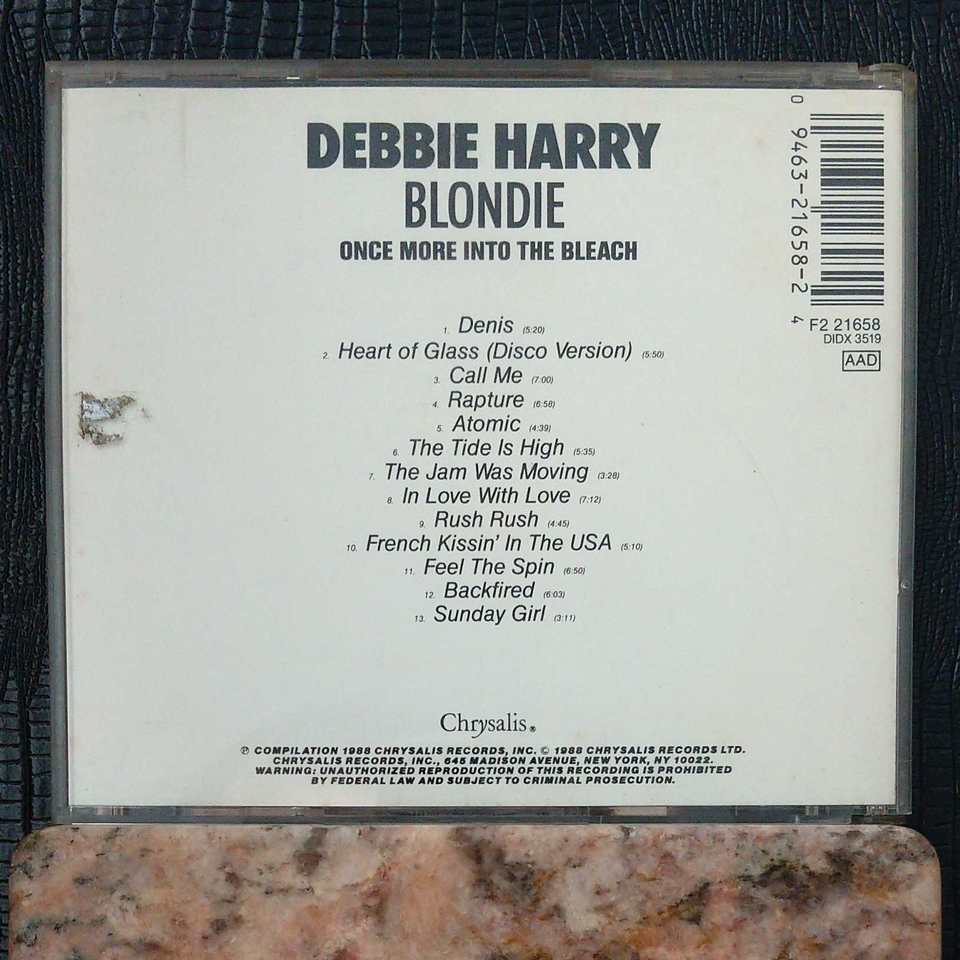 DEBBIE HARRY
BLONDIE
ONCE MORE INTO THE BLEACH
0 9463-21658-2 4
F2 21658
DIDX 3519
AAD
1. Denis (5:20)
2. Heart of Glass (Disco Version) (5:50)
3. Call Me (7:00)
4. Rapture (6:58)
5. Atomic (4:39)
6. The Tide Is High (5:35)
7. The Jam Was Moving (3:28)
8. In Love With Love (7:12)
9. Rush Rush (4:45)
10. French Kissin' In The USA (5:10)
11. Feel The Spin (6:50)
12. Backfired (6:03)
13. Sunday Girl (3:11)
Chrysalis®
℗ COMPILATION 1988 CHRYSALIS RECORDS, INC. © 1988 CHRYSALIS RECORDS LTD.
CHRYSALIS RECORDS, INC., 645 MADISON AVENUE, NEW YORK, NY 10022.
WARNING: UNAUTHORIZED REPRODUCTION OF THIS RECORDING IS PROHIBITED
BY FEDERAL LAW AND SUBJECT TO CRIMINAL PROSECUTION.